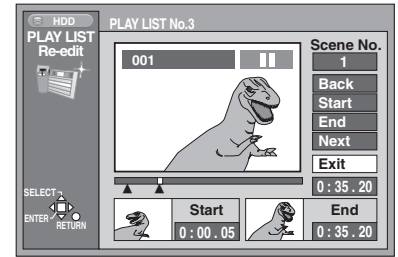 HDD
PLAY LIST No.3
PLAY LIST
Re-edit
Scene No.
1
001
Back
Start
End
Next
Exit
0 : 35. 20
SELECT
ENTER
RETURN
Start
0 : 00. 05
End
0 : 35. 20